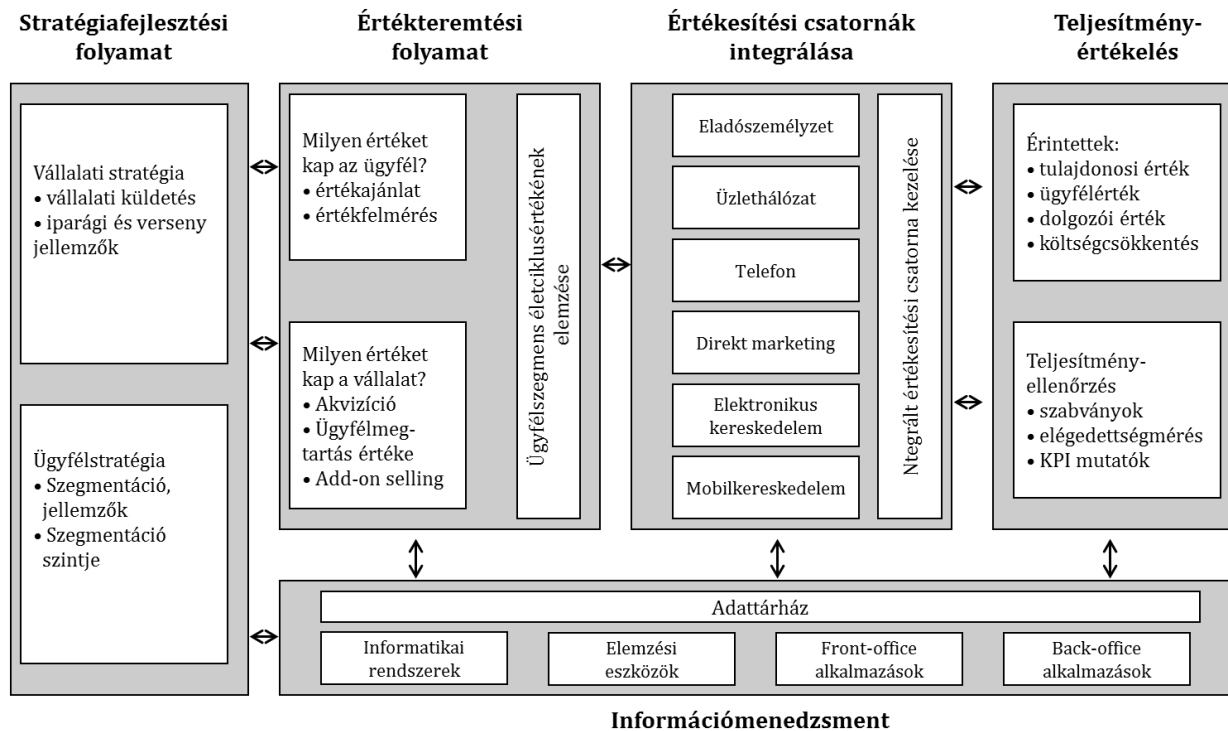 Stratégiafejlesztési
folyamat
Értékteremtési
folyamat
Értékesítési csatornák
integrálása
Teljesítmény-
értékelés
Vállalati stratégia
• vállalati küldetés
• iparági és verseny
jellemzők
Ügyfélstratégia
• Szegmentáció,
jellemzők
• Szegmentáció
szintje
Milyen értéket
kap az ügyfél?
• értékajánlat
• értékfelmérés
Milyen értéket
kap a vállalat?
• Akvizíció
• Ügyfélmeg-
tartás értéke
• Add-on selling
Ügyfélszegmens életciklusértékének
elemzése
Eladószemélyzet
Üzlethálózat
Telefon
Direkt marketing
Elektronikus
kereskedelem
Mobilkereskedelem
Ntegrált értékesítési csatorna kezelése
Érintettek:
• tulajdonosi érték
• ügyfélérték
• dolgozói érték
• költségcsökkentés
Teljesítmény-
ellenőrzés
• szabványok
• elégedettségmérés
• KPI mutatók
Adattárház
Informatikai
rendszerek
Elemzési
eszközök
Front-office
alkalmazások
Back-office
alkalmazások
Információmenedzsment